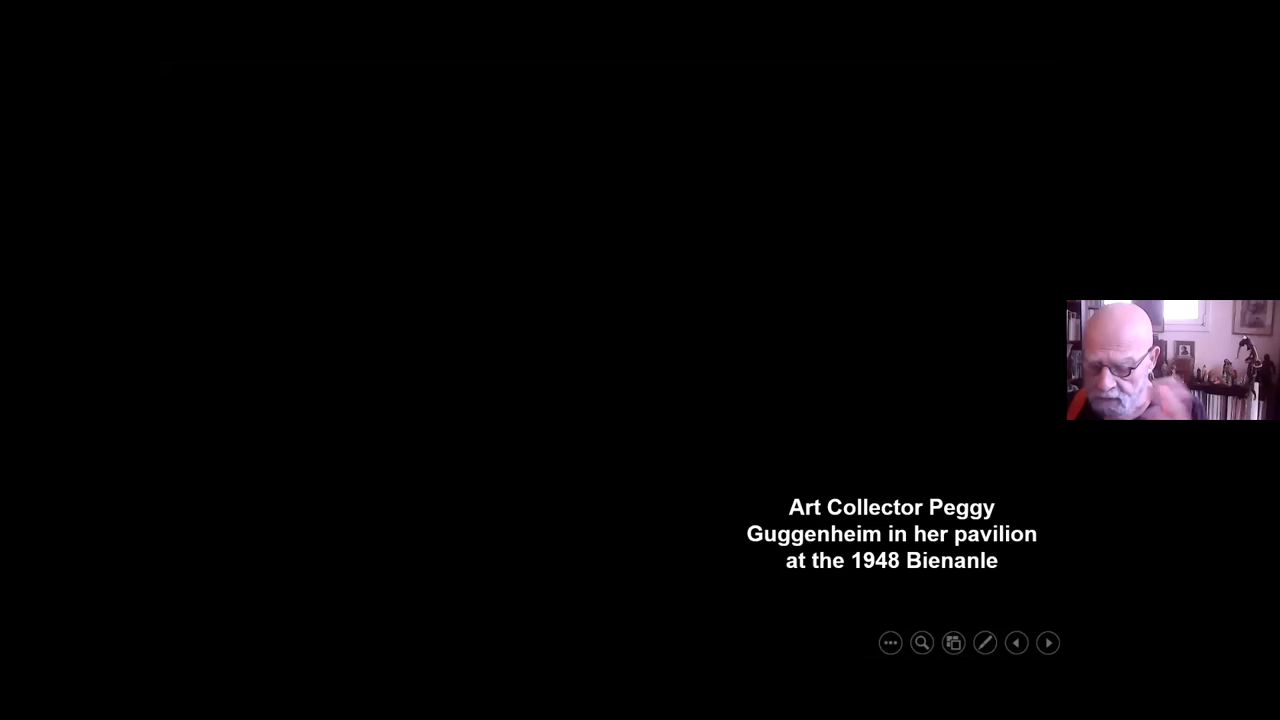 Art Collector Peggy
Guggenheim in her pavilion
at the 1948 Bienanle